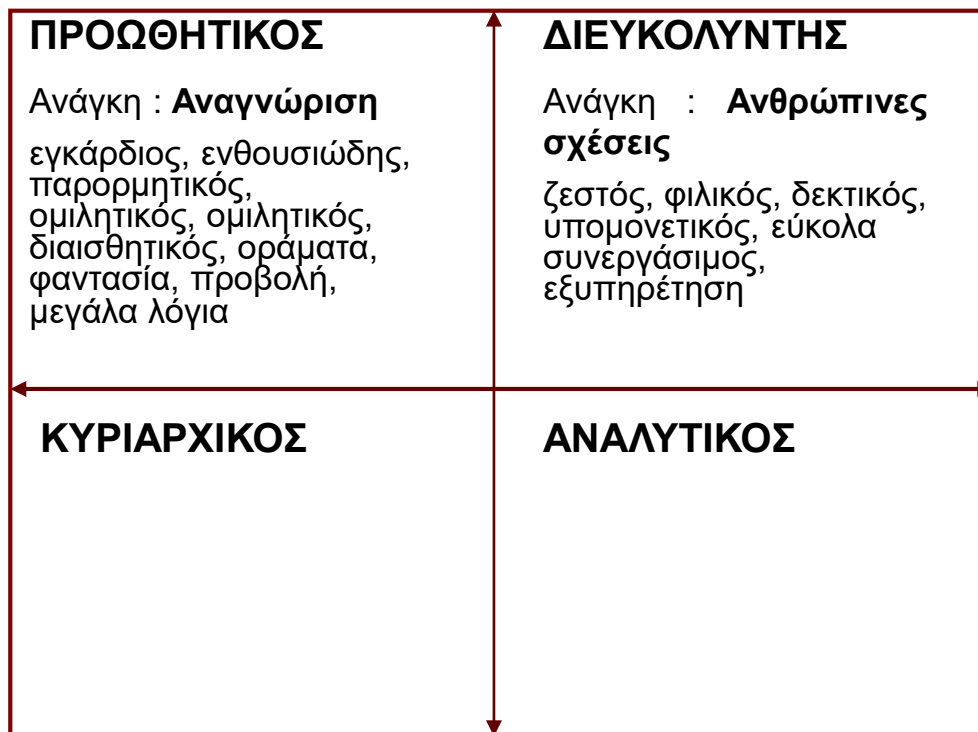 ΠΡΟΩΘΗΤΙΚΟΣ
Ανάγκη : Αναγνώριση
εγκάρδιος, ενθουσιώδης,
παρορμητικός,
ομιλητικός, ομιλητικός,
διαισθητικός, οράματα,
φαντασία, προβολή,
μεγάλα λόγια
ΔΙΕΥΚΟΛΥΝΤΗΣ
Ανάγκη : Ανθρώπινες
σχέσεις
ζεστός, φιλικός, δεκτικός,
υπομονετικός, εύκολα
συνεργάσιμος,
εξυπηρέτηση
ΚΥΡΙΑΡΧΙΚΟΣ
ΑΝΑΛΥΤΙΚΟΣ